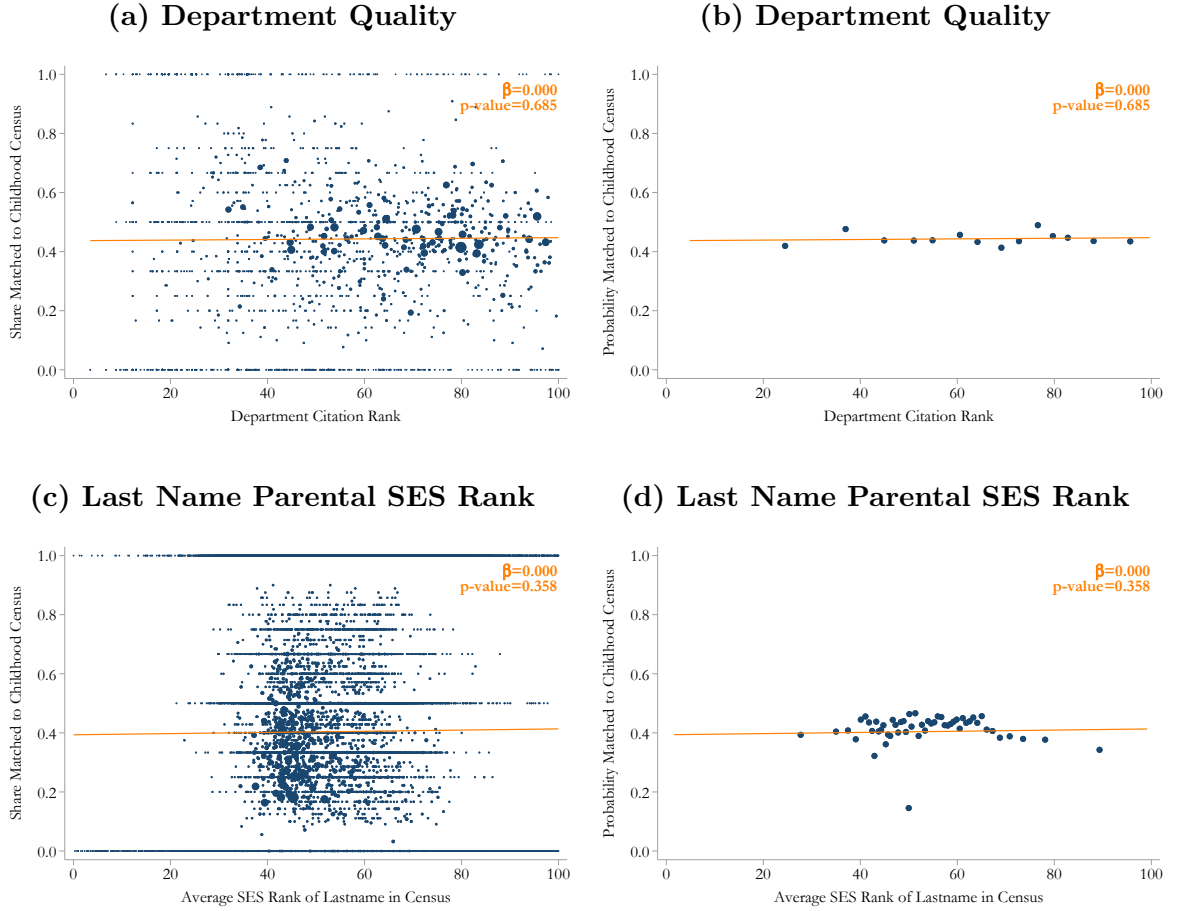 (a) Department Quality
Share Matched to Childhood Census
1.0
0.8
0.6
0.4
0.2
0.0
β=0.000
p-value=0.685
0 20 40 60 80 100
Department Citation Rank
(b) Department Quality
Probability Matched to Childhood Census
1.0
0.8
0.6
0.4
0.2
0.0
β=0.000
p-value=0.685
0 20 40 60 80 100
Department Citation Rank
(c) Last Name Parental SES Rank
Share Matched to Childhood Census
1.0
0.8
0.6
0.4
0.2
0.0
β=0.000
p-value=0.358
0 20 40 60 80 100
Average SES Rank of Lastname in Census
(d) Last Name Parental SES Rank
Probability Matched to Childhood Census
1.0
0.8
0.6
0.4
0.2
0.0
β=0.000
p-value=0.358
0 20 40 60 80 100
Average SES Rank of Lastname in Census